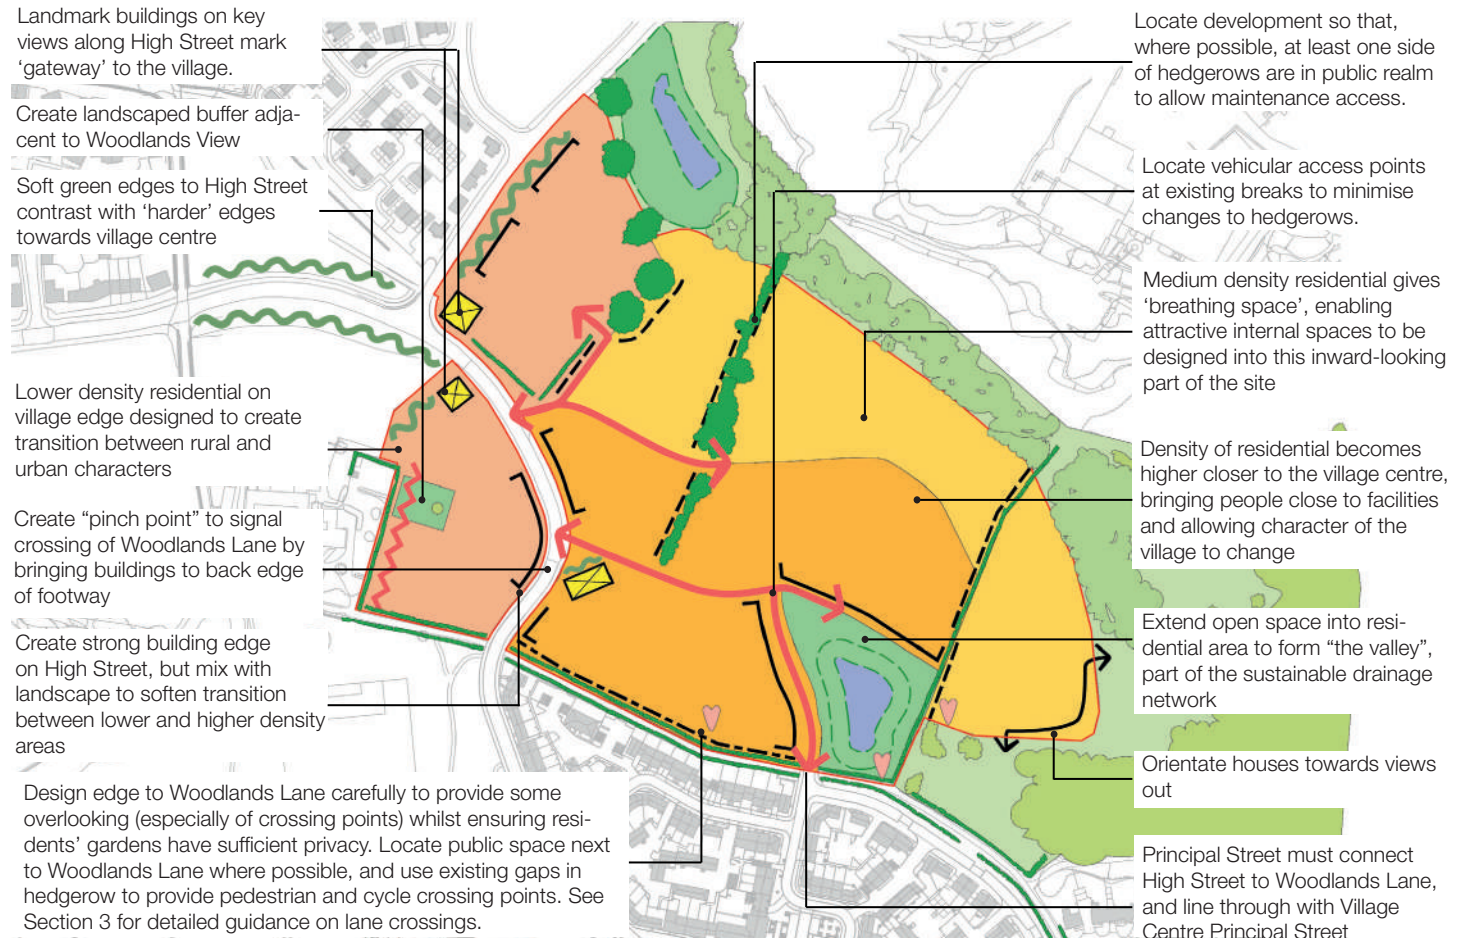 Landmark buildings on key
views along High Street mark
‘gateway’ to the village.
Create landscaped buffer adja-
cent to Woodlands View
Soft green edges to High Street
contrast with ‘harder’ edges
towards village centre
Lower density residential on
village edge designed to create
transition between rural and
urban characters
Create “pinch point” to signal
crossing of Woodlands Lane by
bringing buildings to back edge
of footway
Create strong building edge
on High Street, but mix with
landscape to soften transition
between lower and higher density
areas
Design edge to Woodlands Lane carefully to provide some
overlooking (especially of crossing points) whilst ensuring resi-
dents’ gardens have sufficient privacy. Locate public space next
to Woodlands Lane where possible, and use existing gaps in
hedgerow to provide pedestrian and cycle crossing points. See
Section 3 for detailed guidance on lane crossings.
Locate development so that,
where possible, at least one side
of hedgerows are in public realm
to allow maintenance access.
Locate vehicular access points
at existing breaks to minimise
changes to hedgerows.
Medium density residential gives
‘breathing space’, enabling
attractive internal spaces to be
designed into this inward-looking
part of the site
Density of residential becomes
higher closer to the village centre,
bringing people close to facilities
and allowing character of the
village to change
Extend open space into resi-
dential area to form “the valley”,
part of the sustainable drainage
network
Orientate houses towards views
out
Principal Street must connect
High Street to Woodlands Lane,
and line through with Village
Centre Principal Street